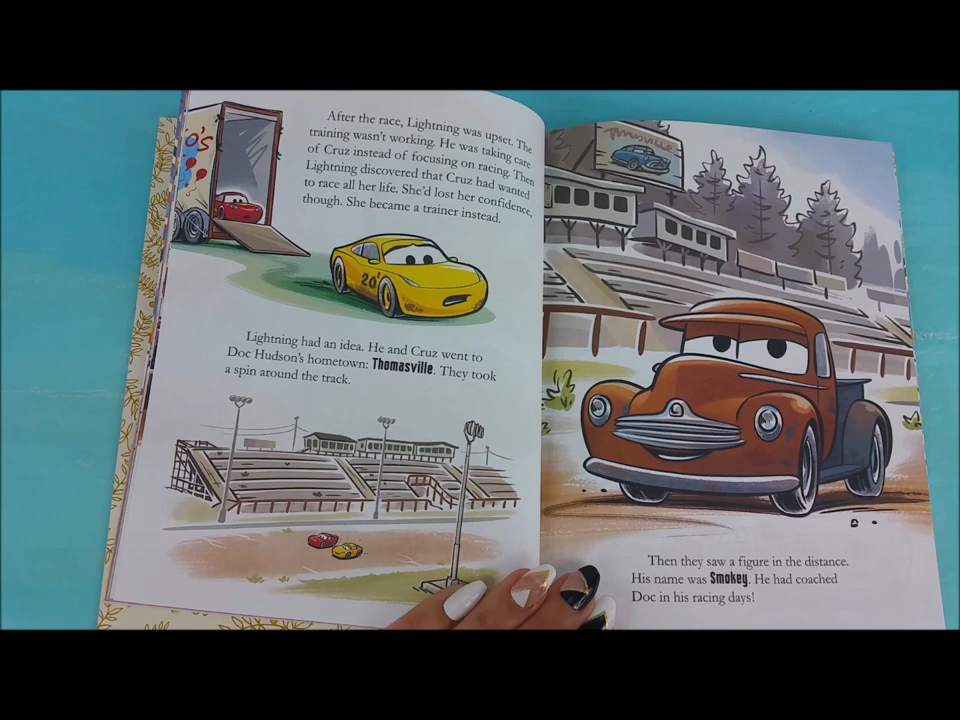 After the race, Lightning was upset. The
training wasn't working. He was taking care
of Cruz instead of focusing on racing. Then
Lightning discovered that Cruz had wanted
to race all her life. She'd lost her confidence,
though. She became a trainer instead.
O'S
20
Lightning had an idea. He and Cruz went to
Doc Hudson's hometown: Thomasville. They took
a spin around the track.
Then they saw a figure in the distance.
His name was Smokey. He had coached
Doc in his racing days!